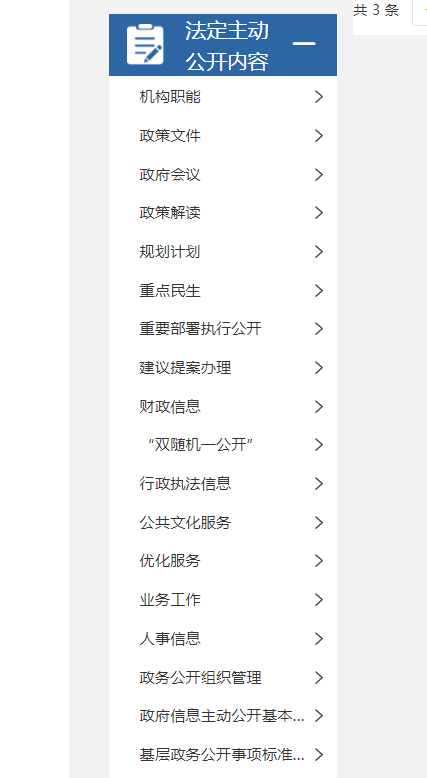 共 3 条
法定主动
公开内容
机构职能
政策文件
政府会议
政策解读
规划计划
重点民生
重要部署执行公开
建议提案办理
财政信息
“双随机一公开”
行政执法信息
公共文化服务
优化服务
业务工作
人事信息
政务公开组织管理
政府信息主动公开基本...
基层政务公开事项标准...